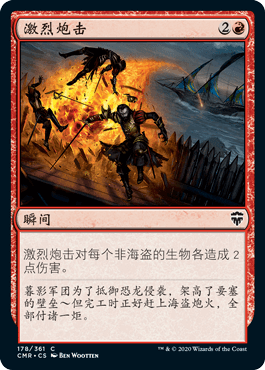 激烈炮击 2
瞬间
激烈炮击对每个非海盗的生物各造成2
点伤害。
暮影军团为了抵御恐龙侵袭,架高了要塞
的壁垒～但完工时正好赶上海盗炮火,全
部付诸一炬。
178/361 C
CMR • CS BEN WOOTTEN
™ & © 2020 Wizards of the Coast